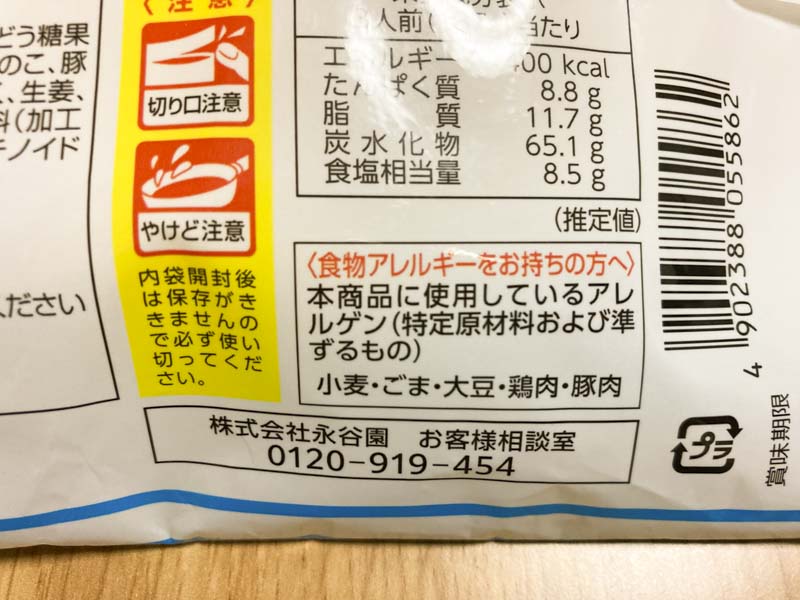 〈注意〉
どう糖果
のこ、豚
、生姜、
料(加工
チノイド
ください
切り口注意
やけど注意
内袋開封後
は保存がき
きませんの
で必ず使い
切ってくだ
さい。
人前(
当たり
エネルギー 400 kcal
たんぱく質 8.8 g
脂質 11.7 g
炭水化物 65.1 g
食塩相当量 8.5 g
(推定値)
〈食物アレルギーをお持ちの方へ〉
本商品に使用しているアレ
ルゲン(特定原材料および準
ずるもの)
小麦・ごま・大豆・鶏肉・豚肉
株式会社永谷園 お客様相談室
0120-919-454
4 902388 055862
プラ
賞味期限